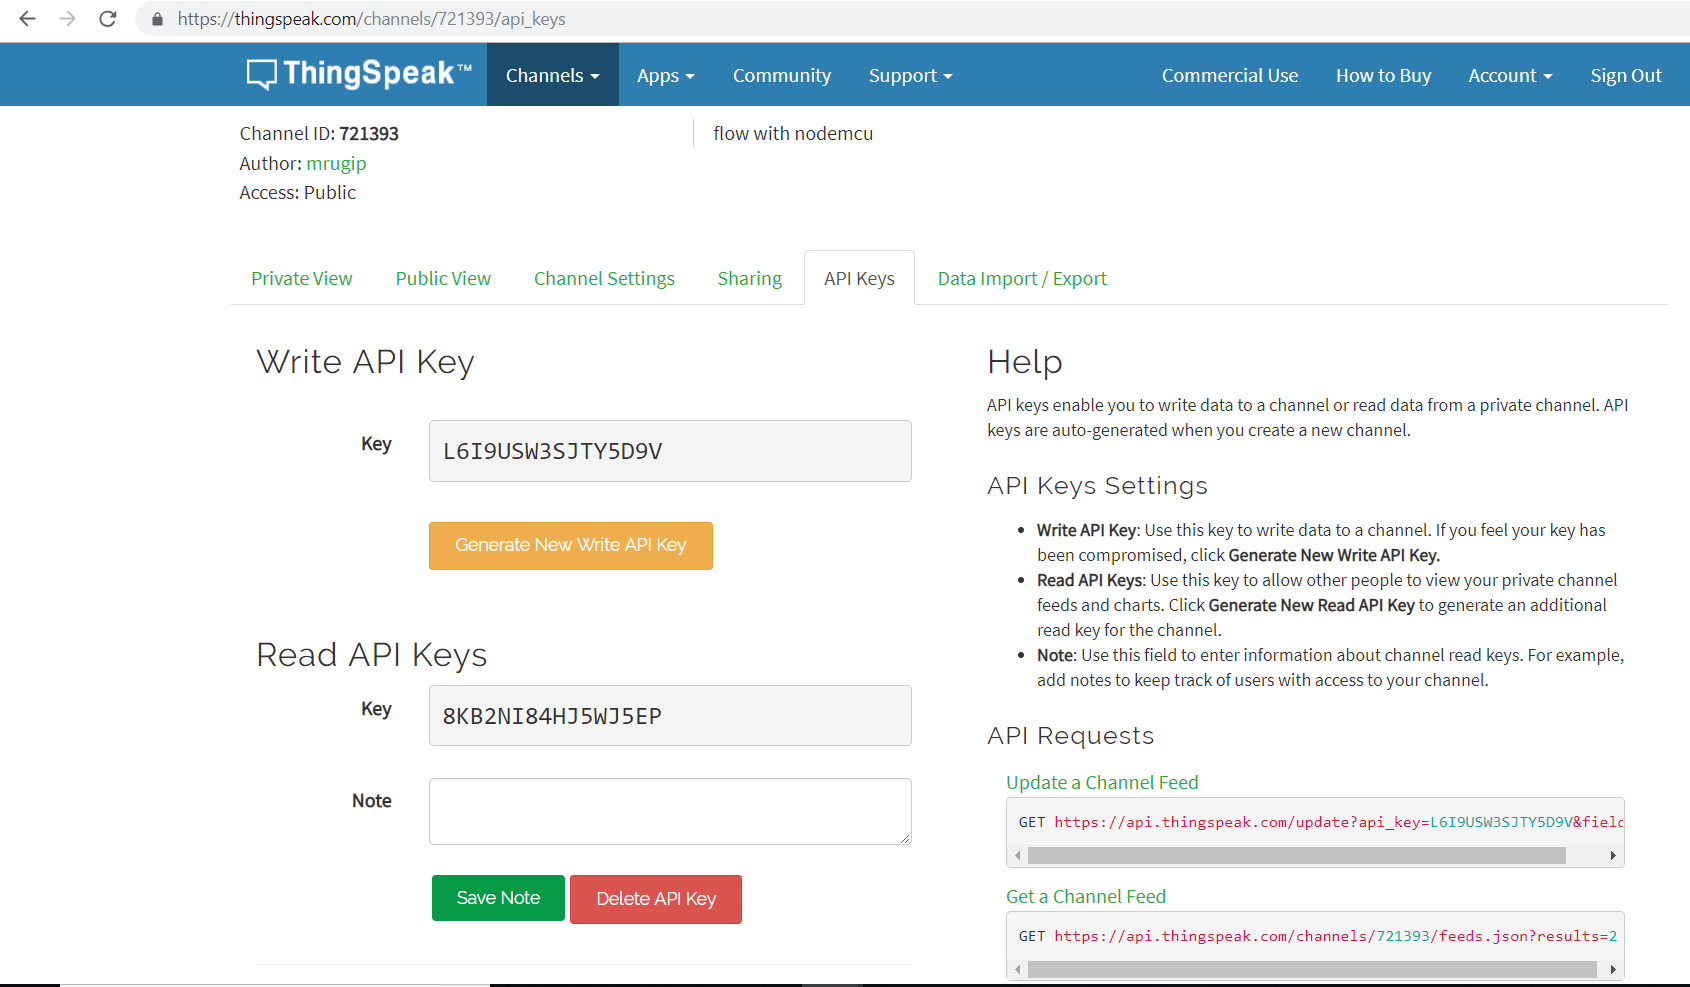 https://thingspeak.com/channels/721393/api_keys
ThingSpeak™ Channels Apps Community Support Commercial Use How to Buy Account Sign Out
Channel ID: 721393
Author: mrugip
Access: Public
flow with nodemcu
Private View Public View Channel Settings Sharing API Keys Data Import / Export
Write API Key
Key L6I9USW3SJTY5D9V
Generate New Write API Key
Read API Keys
Key 8KB2NI84HJ5WJ5EP
Note
Save Note Delete API Key
Help
API keys enable you to write data to a channel or read data from a private channel. API
keys are auto-generated when you create a new channel.
API Keys Settings
• Write API Key: Use this key to write data to a channel. If you feel your key has
been compromised, click Generate New Write API Key.
• Read API Keys: Use this key to allow other people to view your private channel
feeds and charts. Click Generate New Read API Key to generate an additional
read key for the channel.
• Note: Use this field to enter information about channel read keys. For example,
add notes to keep track of users with access to your channel.
API Requests
Update a Channel Feed
GET https://api.thingspeak.com/update?api_key=L6I9USW3SJTY5D9V&field
Get a Channel Feed
GET https://api.thingspeak.com/channels/721393/feeds.json?results=2